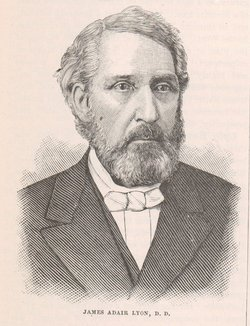 JAMES ADAIR LYON, D. D.